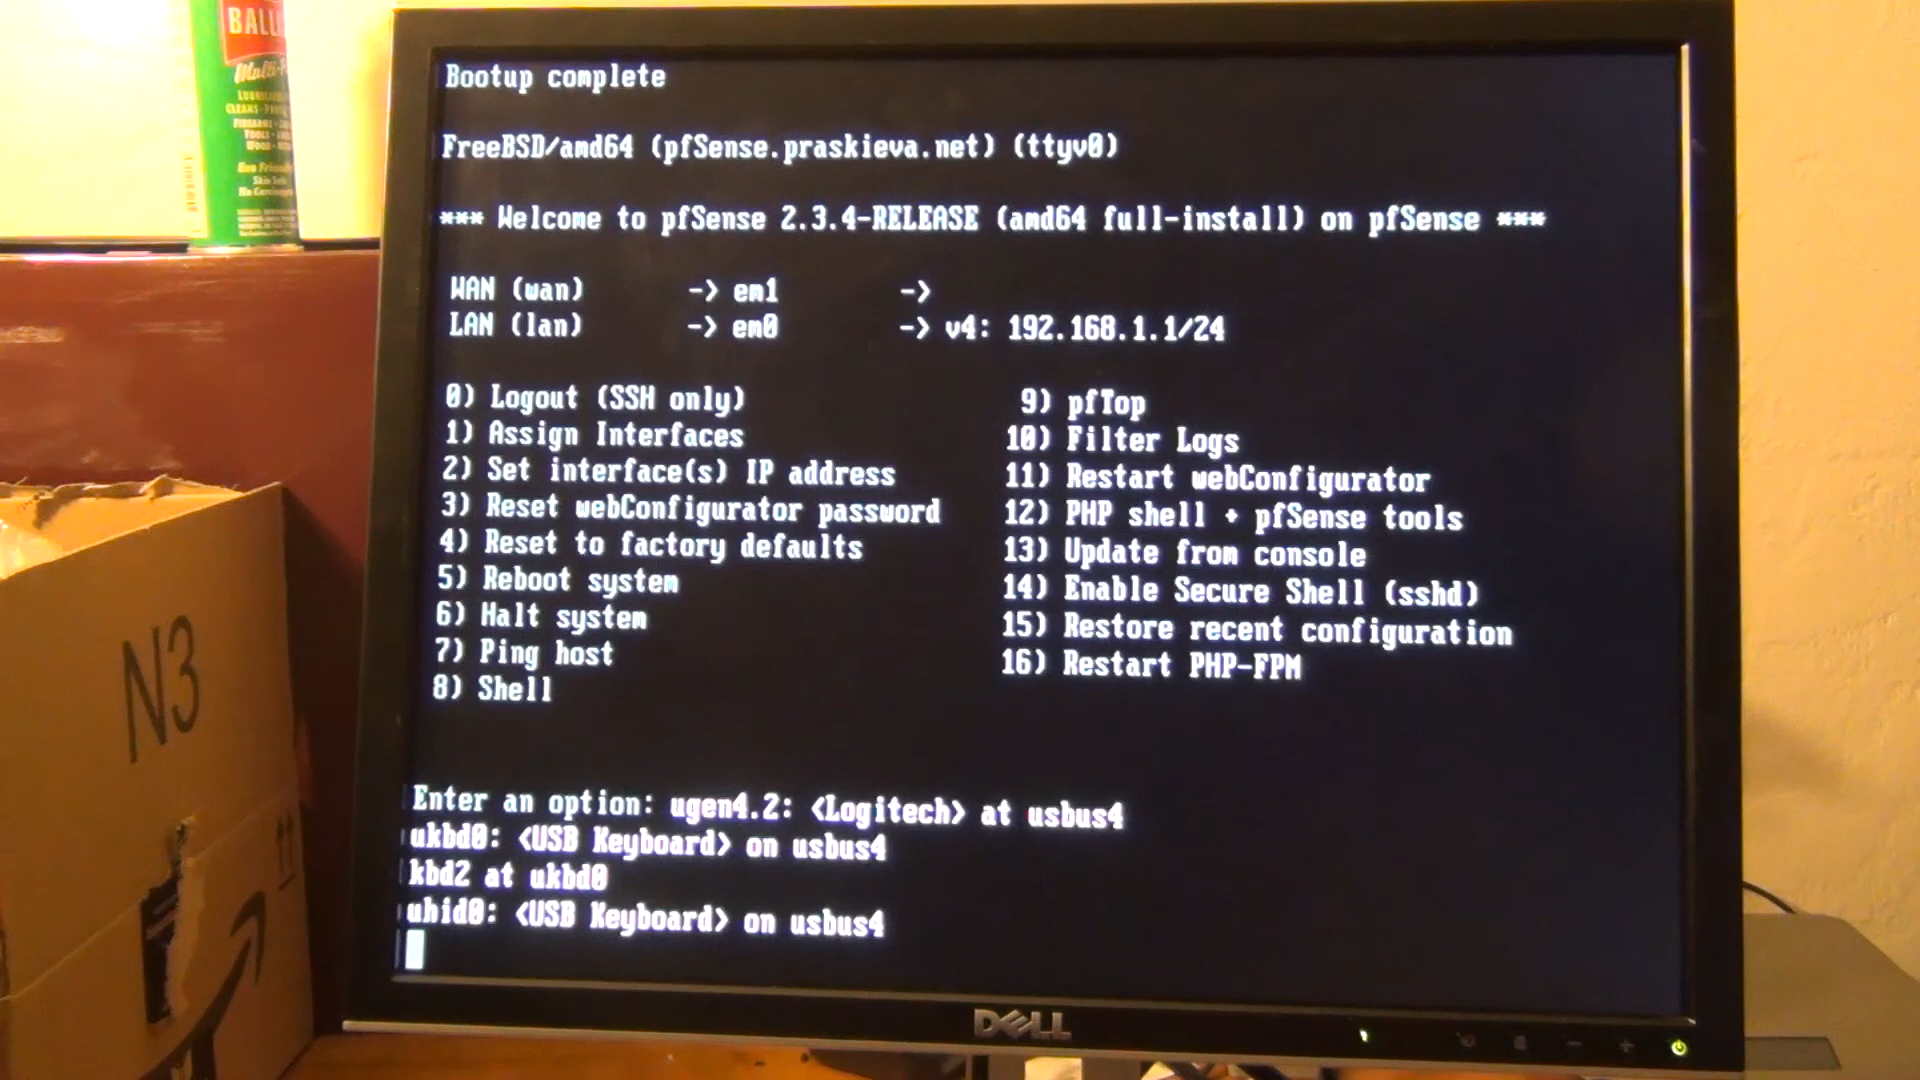 BALL
Multi-P
Bootup complete
FreeBSD/amd64 (pfSense.praskieva.net) (ttyv0)
*** Welcome to pfSense 2.3.4-RELEASE (amd64 full-install) on pfSense ***
WAN (wan) -> em1 ->
LAN (lan) -> em0 -> v4: 192.168.1.1/24
0) Logout (SSH only)
1) Assign Interfaces
2) Set interface(s) IP address
3) Reset webConfigurator password
4) Reset to factory defaults
5) Reboot system
6) Halt system
7) Ping host
8) Shell
9) pfTop
10) Filter Logs
11) Restart webConfigurator
12) PHP shell + pfSense tools
13) Update from console
14) Enable Secure Shell (sshd)
15) Restore recent configuration
16) Restart PHP-FPM
Enter an option: ugen4.2: <Logitech> at usbus4
ukbd0: <USB Keyboard> on usbus4
kbd2 at ukbd0
uhid0: <USB Keyboard> on usbus4
N3
DELL